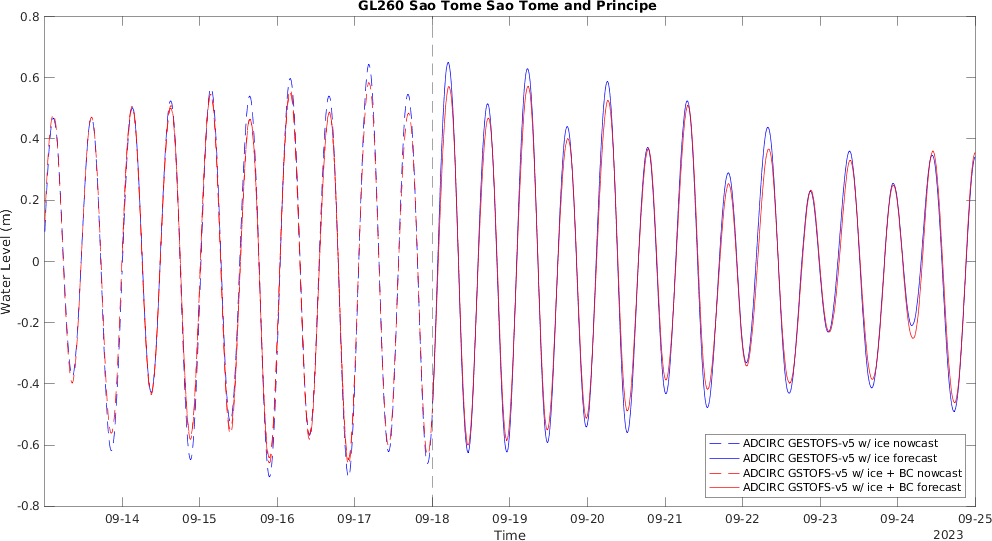 GL260 Sao Tome Sao Tome and Principe
Water Level (m)
0.8
0.6
0.4
0.2
0
-0.2
-0.4
-0.6
-0.8
ADCIRC GESTOFS-v5 w/ ice nowcast
ADCIRC GESTOFS-v5 w/ ice forecast
ADCIRC GSTOFS-v5 w/ ice + BC nowcast
ADCIRC GSTOFS-v5 w/ ice + BC forecast
09-14 09-15 09-16 09-17 09-18 09-19 09-20 09-21 09-22 09-23 09-24 09-25
Time
2023